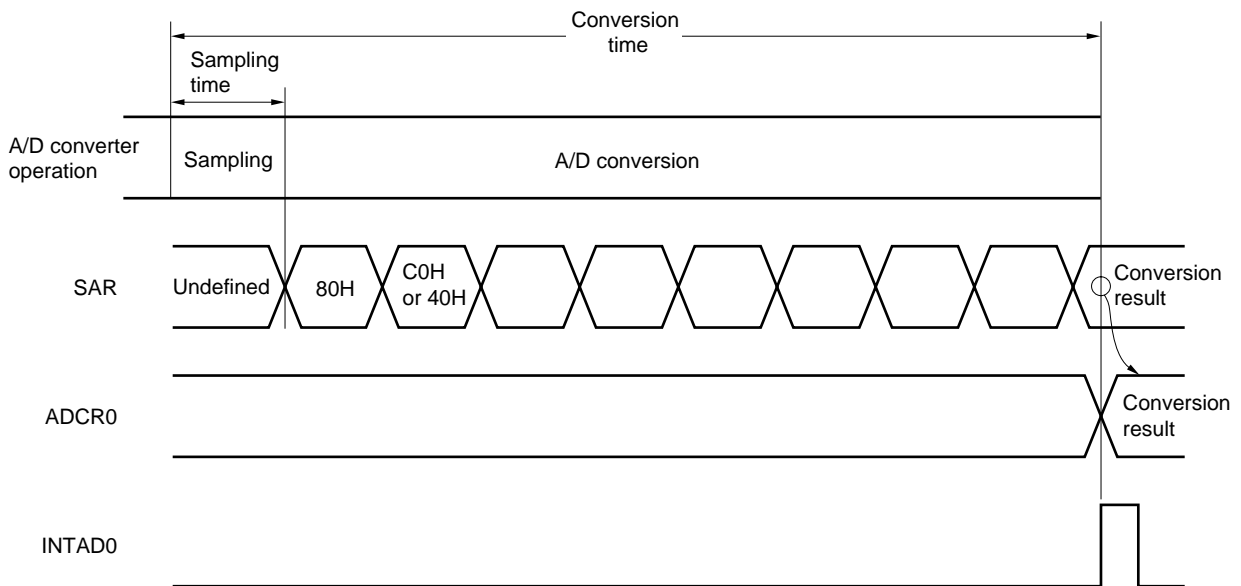 Conversion
time
Sampling
time
A/D converter
operation
Sampling
A/D conversion
SAR
Undefined
80H
C0H
or 40H
Conversion
result
ADCR0
Conversion
result
INTAD0